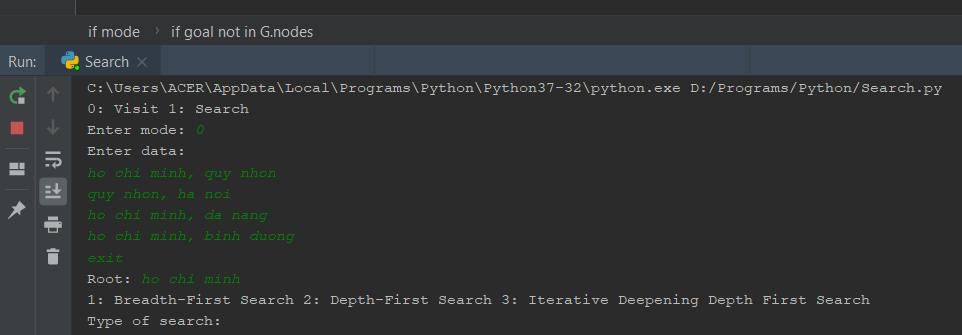 if mode › if goal not in G.nodes
Run: Search ×
C:\Users\ACER\AppData\Local\Programs\Python\Python37-32\python.exe D:/Programs/Python/Search.py
0: Visit 1: Search
Enter mode: 0
Enter data:
ho chi minh, quy nhon
quy nhon, ha noi
ho chi minh, da nang
ho chi minh, binh duong
exit
Root: ho chi minh
1: Breadth-First Search 2: Depth-First Search 3: Iterative Deepening Depth First Search
Type of search: